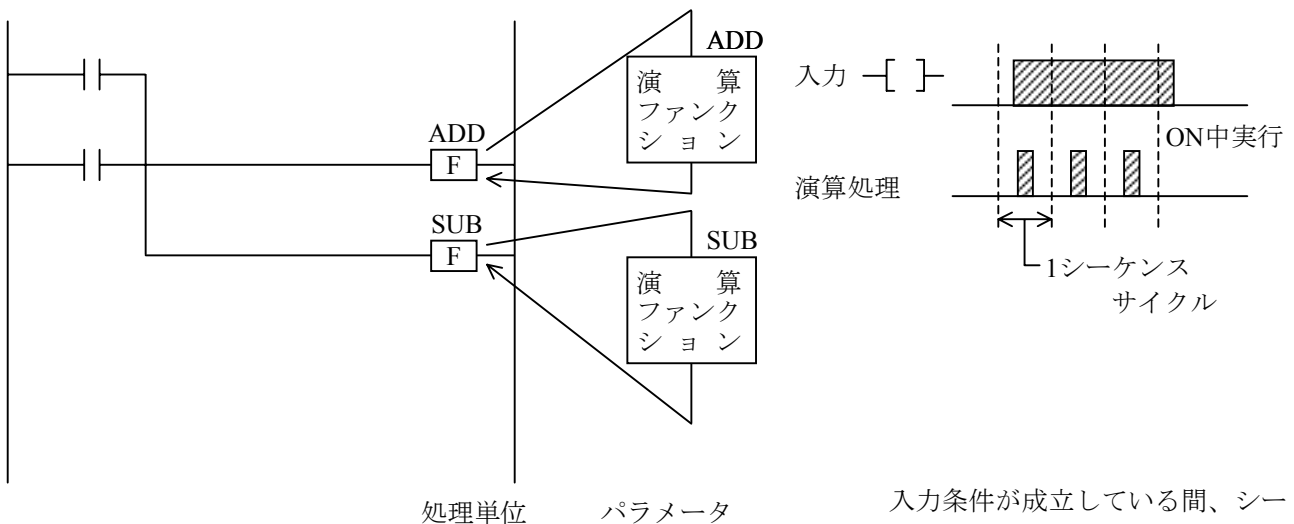 ADD
演　算
ファンク
ション
ADD
F
SUB
F
SUB
演　算
ファンク
ション
処理単位
パラメータ
入力
ON中実行
演算処理
1シーケンス
サイクル
入力条件が成立している間、シー